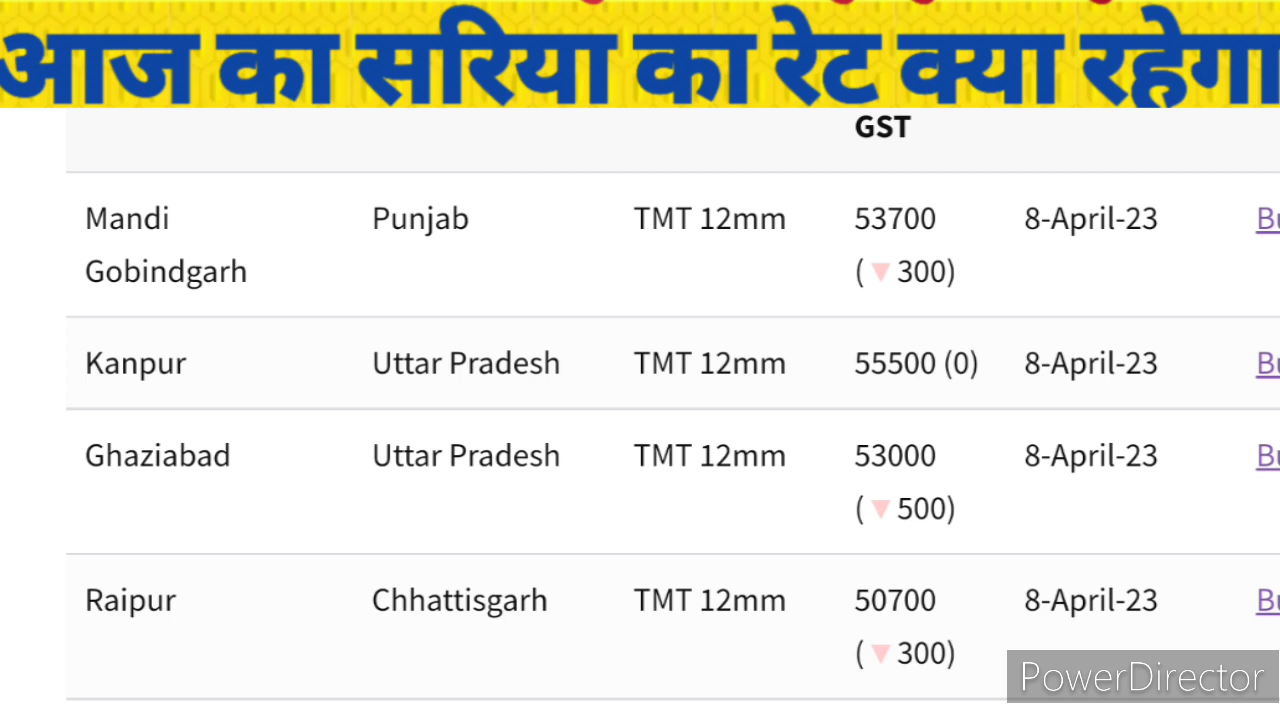 आज का सरिया का रेट क्या रहेगा
GST
Mandi Punjab TMT 12mm 53700 8-April-23
Gobindgarh (▼300)
Kanpur Uttar Pradesh TMT 12mm 55500 (0) 8-April-23
Ghaziabad Uttar Pradesh TMT 12mm 53000 8-April-23
(▼500)
Raipur Chhattisgarh TMT 12mm 50700 8-April-23
(▼300)
PowerDirector